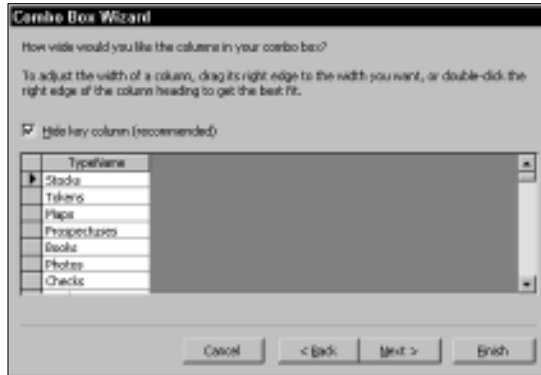 Combo Box Wizard
How wide would you like the columns in your combo box?
To adjust the width of a column, drag its right edge to the width you want, or double-click the
right edge of the column heading to get the best fit.
Hide key column (recommended)
TypeName
Stocks
Tokens
Maps
Prospectuses
Books
Photos
Checks
Cancel < Back Next > Finish